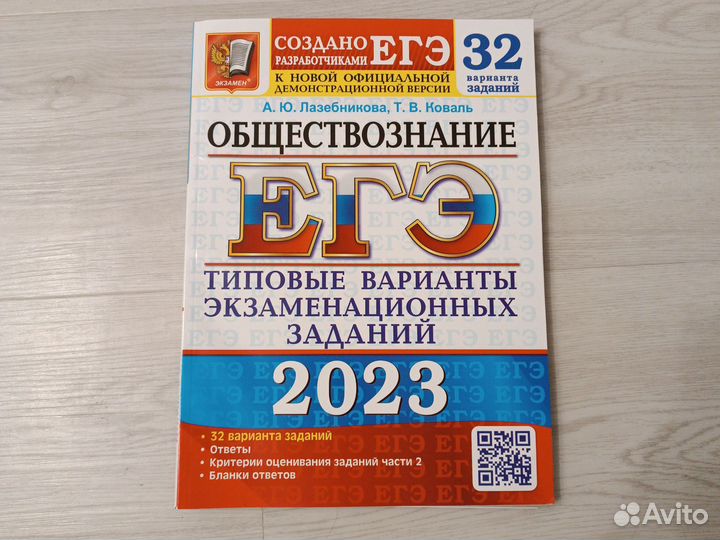 СОЗДАНО
РАЗРАБОТЧИКАМИ ЕГЭ
К НОВОЙ ОФИЦИАЛЬНОЙ
ДЕМОНСТРАЦИОННОЙ ВЕРСИИ
32
варианта
заданий
ЭКЗАМЕН
А. Ю. Лазебникова, Т. В. Коваль
ОБЩЕСТВОЗНАНИЕ
ЕГЭ
ТИПОВЫЕ ВАРИАНТЫ
ЭКЗАМЕНАЦИОННЫХ
ЗАДАНИЙ
2023
• 32 варианта заданий
• Ответы
• Критерии оценивания заданий части 2
• Бланки ответов
Avito